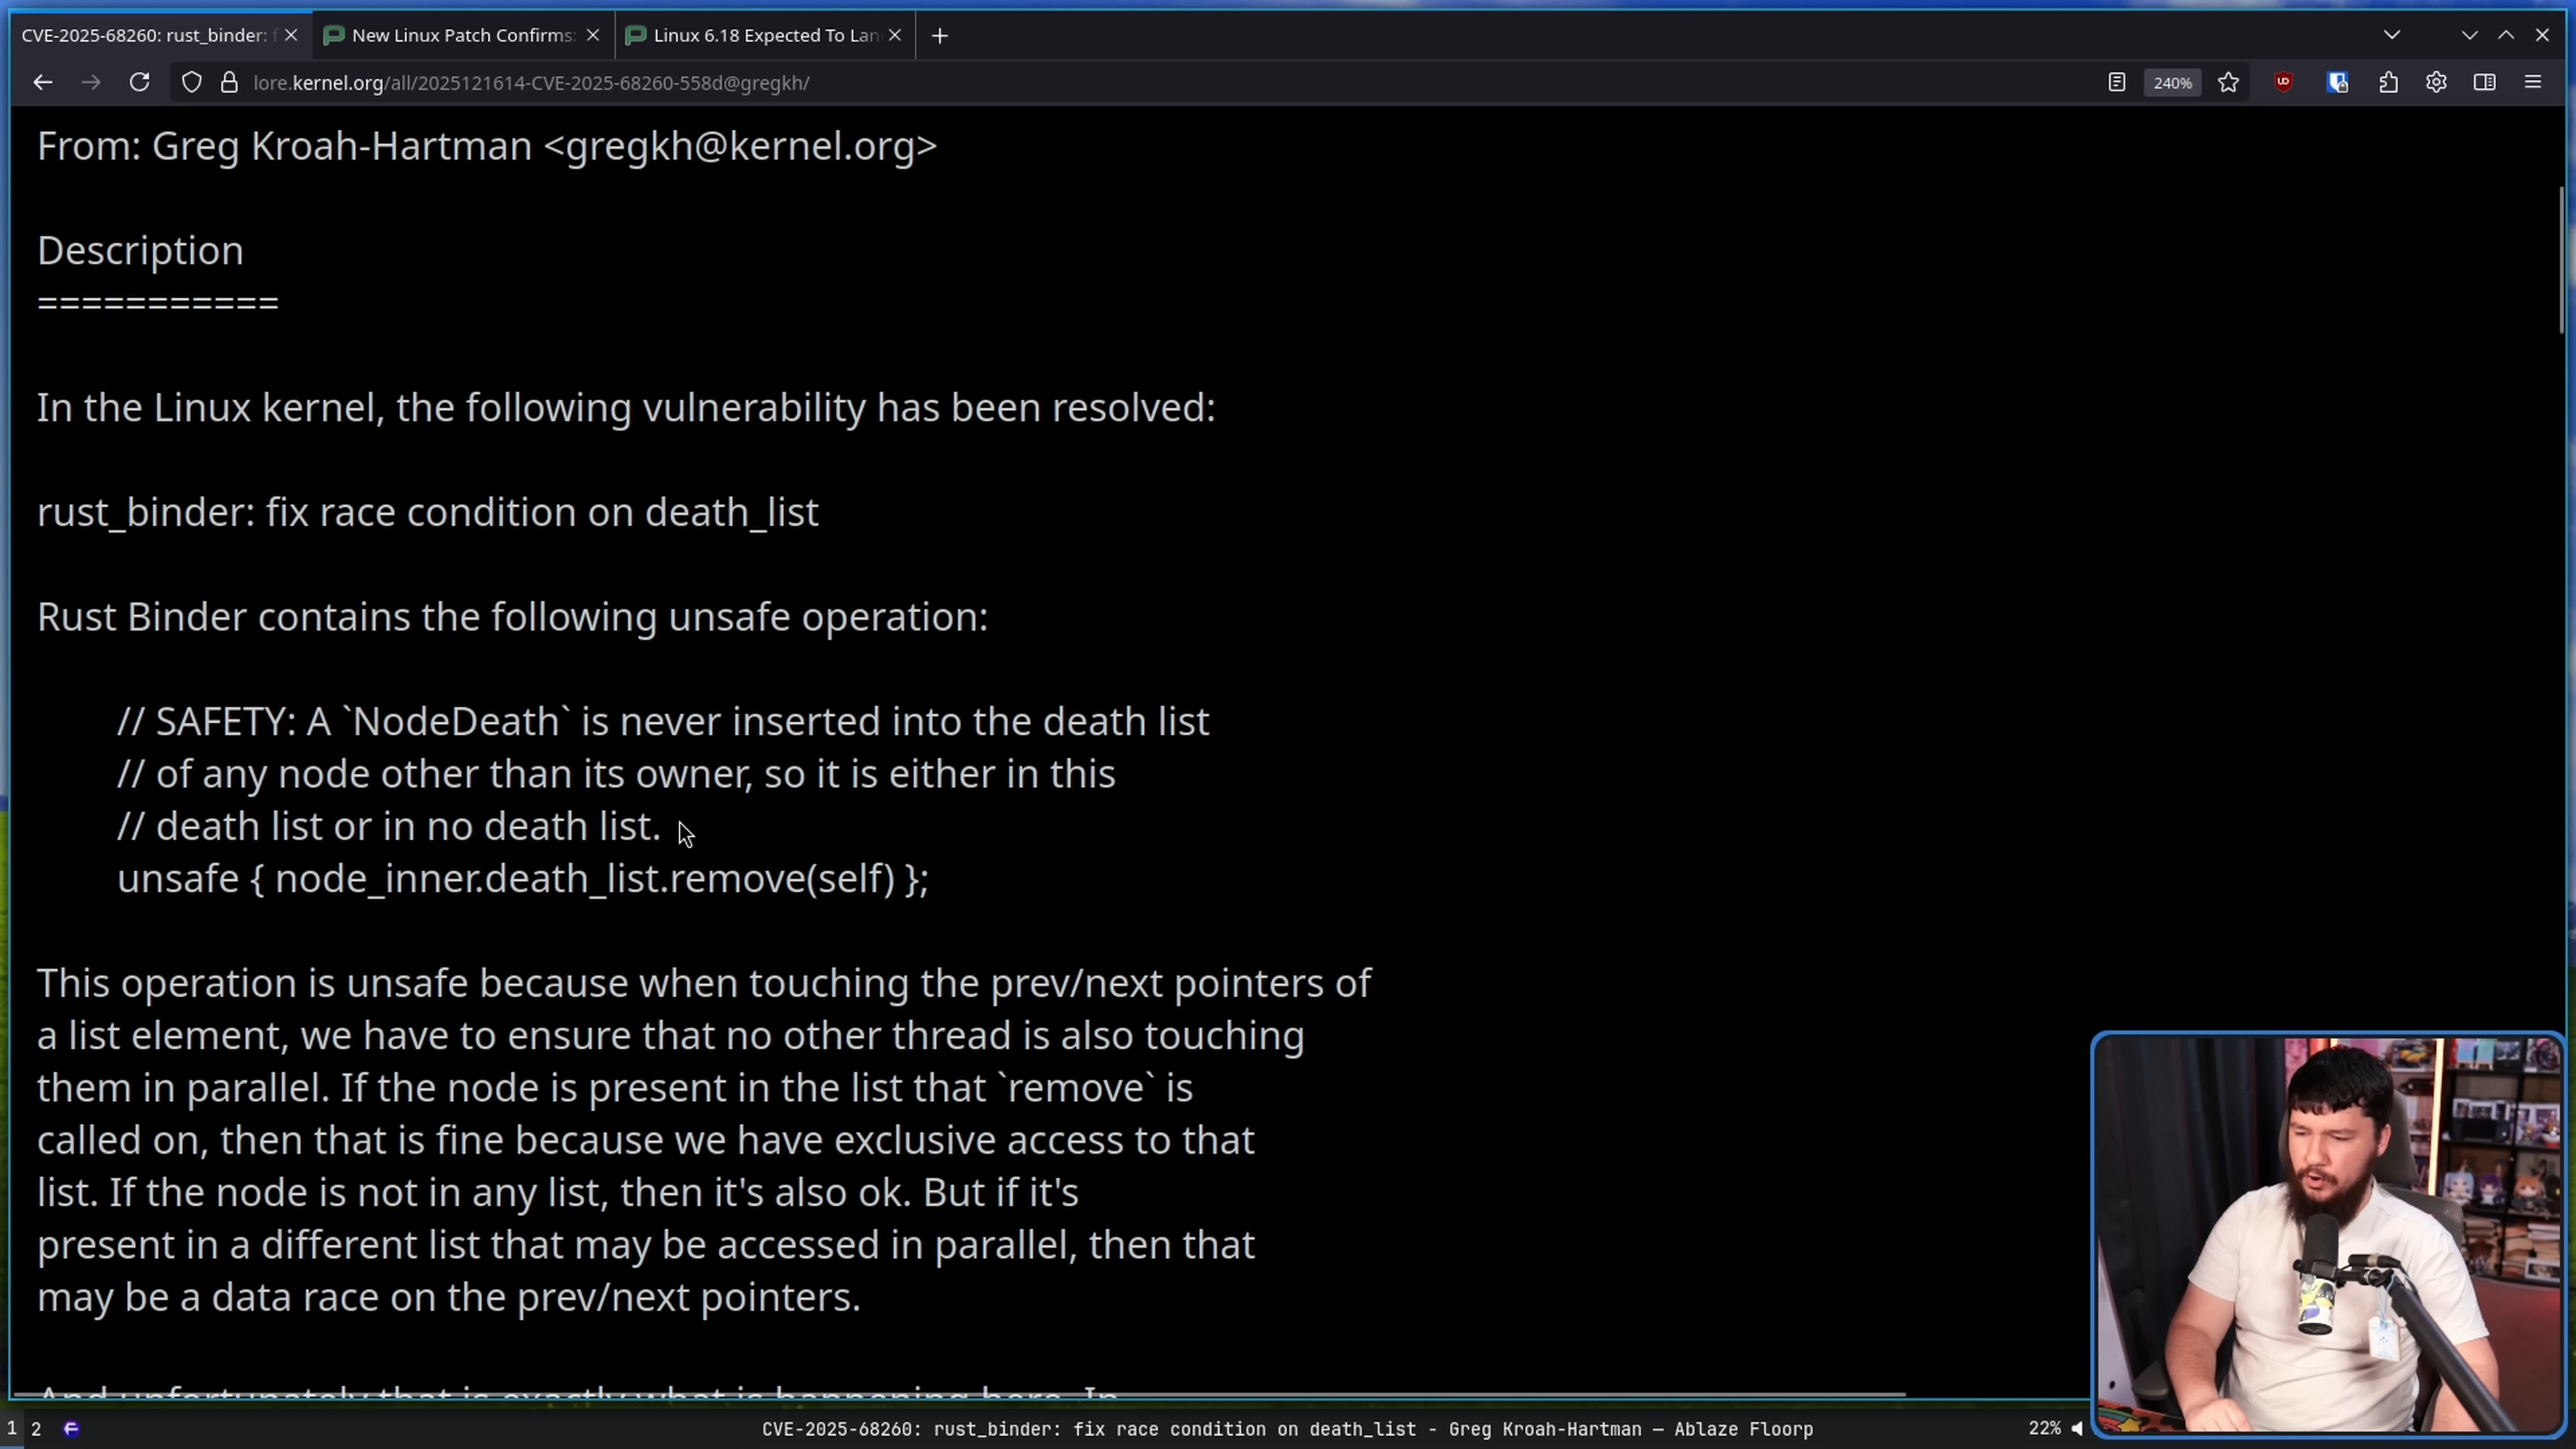 CVE-2025-68260: rust_binder: f
New Linux Patch Confirms:
Linux 6.18 Expected To Lan
lore.kernel.org/all/2025121614-CVE-2025-68260-558d@gregkh/
240%
From: Greg Kroah-Hartman <gregkh@kernel.org>
Description
===========
In the Linux kernel, the following vulnerability has been resolved:
rust_binder: fix race condition on death_list
Rust Binder contains the following unsafe operation:
// SAFETY: A `NodeDeath` is never inserted into the death list
// of any node other than its owner, so it is either in this
// death list or in no death list.
unsafe { node_inner.death_list.remove(self) };
This operation is unsafe because when touching the prev/next pointers of
a list element, we have to ensure that no other thread is also touching
them in parallel. If the node is present in the list that `remove` is
called on, then that is fine because we have exclusive access to that
list. If the node is not in any list, then it's also ok. But if it's
present in a different list that may be accessed in parallel, then that
may be a data race on the prev/next pointers.
And unfortunately that is exactly what is happening here. In
1 2
CVE-2025-68260: rust_binder: fix race condition on death_list - Greg Kroah-Hartman — Ablaze Floorp
22%